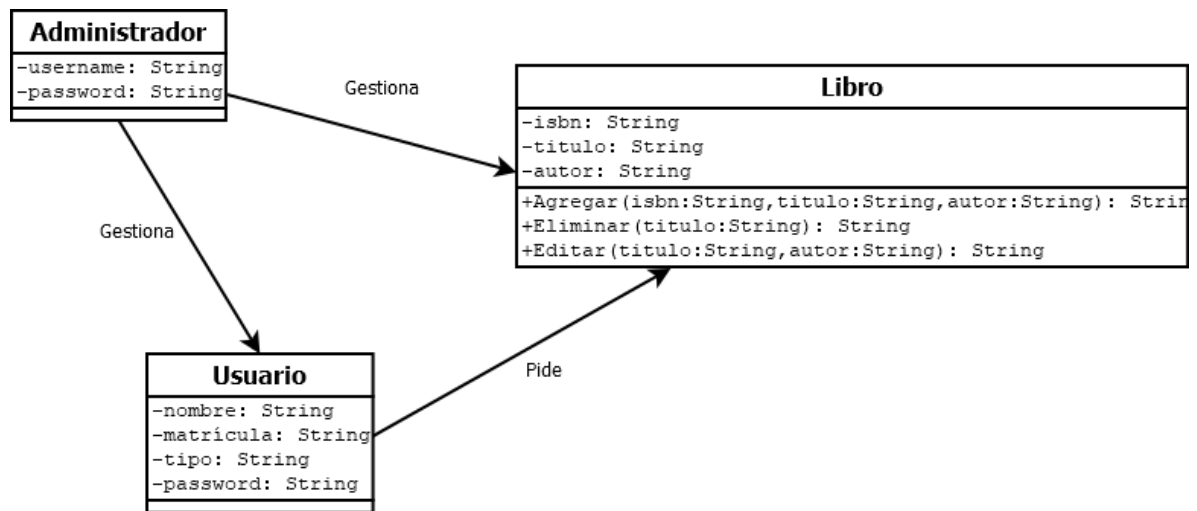 Administrador
-username: String
-password: String
Gestiona
Libro
-isbn: String
-titulo: String
-autor: String
+Agregar(isbn:String,titulo:String,autor:String): Strin
+Eliminar(titulo:String): String
+Editar(titulo:String,autor:String): String
Gestiona
Usuario
-nombre: String
-matrícula: String
-tipo: String
-password: String
Pide